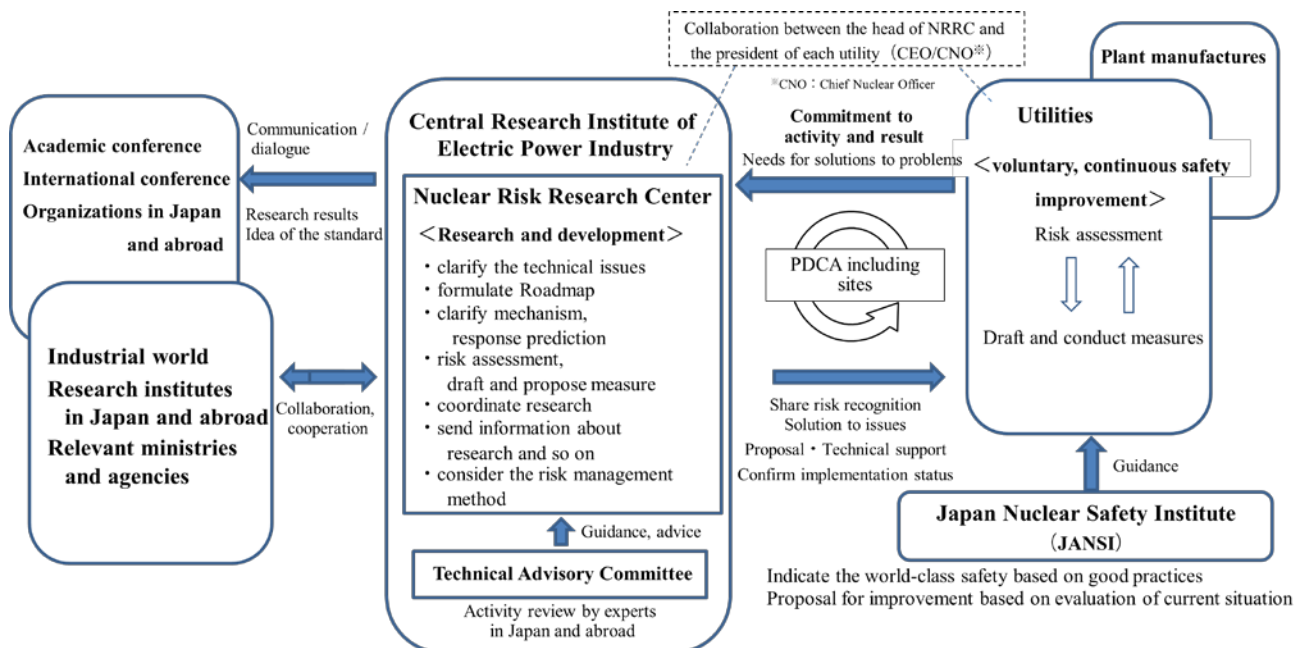 Collaboration between the head of NRRC and
the president of each utility (CEO/CNO※)
※CNO：Chief Nuclear Officer
Plant manufactures
Academic conference
International conference
Organizations in Japan
and abroad
Communication /
dialogue
Research results
Idea of the standard
Industrial world
Research institutes
in Japan and abroad
Relevant ministries
and agencies
Collaboration,
cooperation
Central Research Institute of
Electric Power Industry
Nuclear Risk Research Center
＜Research and development＞
・clarify the technical issues
・formulate Roadmap
・clarify mechanism,
response prediction
・risk assessment,
draft and propose measure
・coordinate research
・send information about
research and so on
・consider the risk management
method
Guidance, advice
Technical Advisory Committee
Activity review by experts
in Japan and abroad
Commitment to
activity and result
Needs for solutions to problems
PDCA including
sites
Share risk recognition
Solution to issues
Proposal・Technical support
Confirm implementation status
Utilities
＜voluntary, continuous safety
improvement＞
Risk assessment
Draft and conduct measures
Guidance
Japan Nuclear Safety Institute
（JANSI）
Indicate the world-class safety based on good practices
Proposal for improvement based on evaluation of current situation